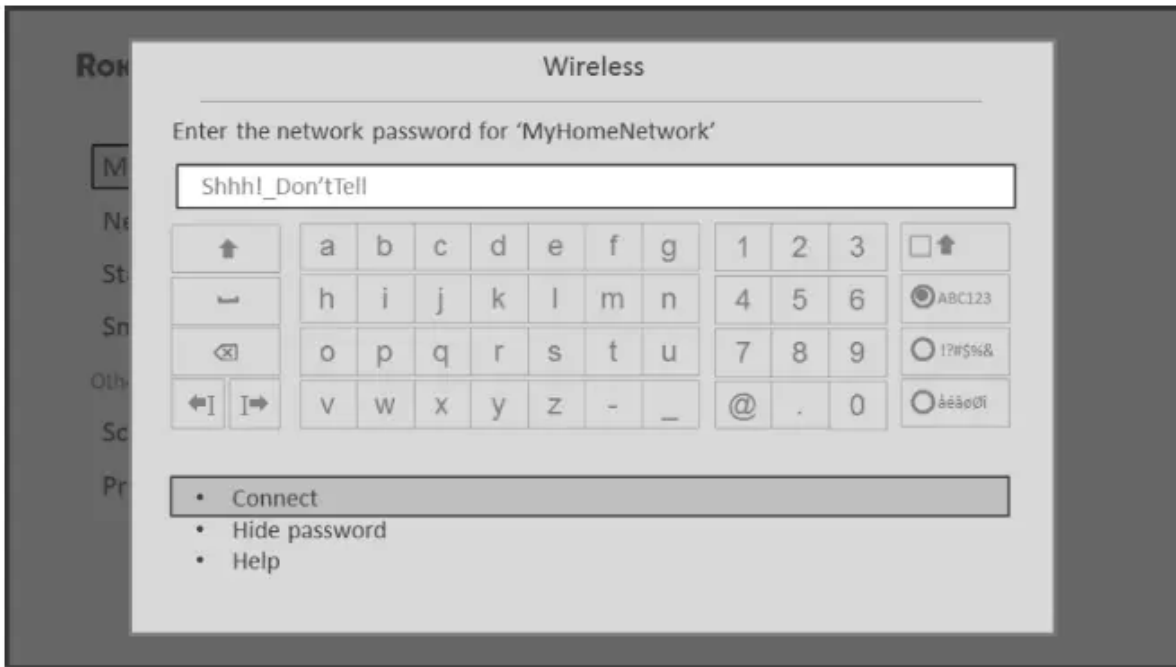 Wireless
Enter the network password for ‘MyHomeNetwork’
Shhh!_Don’tTell
a b c d e f g 1 2 3
h i j k l m n 4 5 6 ABC123
o p q r s t u 7 8 9 !?#$%&
v w x y z - _ @ . 0
• Connect
• Hide password
• Help